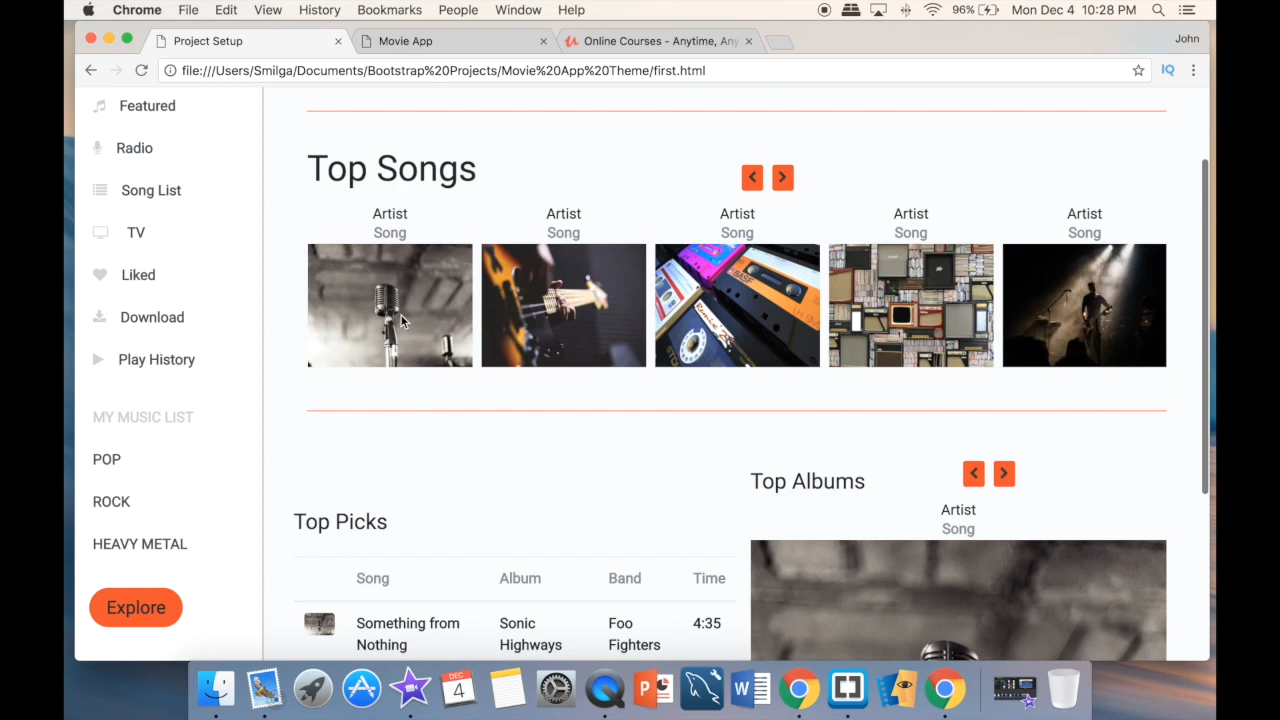 Chrome File Edit View History Bookmarks People Window Help 96% Mon Dec 4 10:28 PM
Project Setup Movie App Online Courses - Anytime, Any John
file:///Users/Smilga/Documents/Bootstrap%20Projects/Movie%20App%20Theme/first.html IQ
Featured
Radio
Song List
TV
Liked
Download
Play History
MY MUSIC LIST
POP
ROCK
HEAVY METAL
Explore
Top Songs
Artist Artist Artist Artist Artist
Song Song Song Song Song
BASF
Top Picks
Song Album Band Time
Something from Sonic Foo 4:35
Nothing Highways Fighters
Top Albums
Artist
Song
DEC
4
P
W